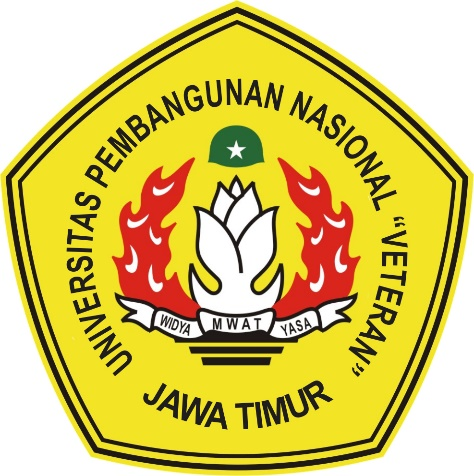 UNIVERSITAS PEMBANGUNAN NASIONAL “VETERAN”
WIDYA MWAT YASA
JAWA TIMUR